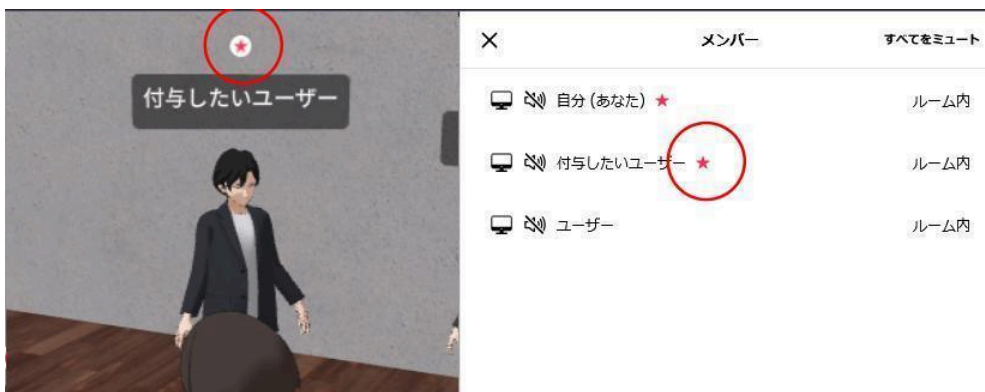 付与したいユーザー
メンバー
すべてをミュート
自分 (あなた) ★
ルーム内
付与したいユーザー ★
ルーム内
ユーザー
ルーム内